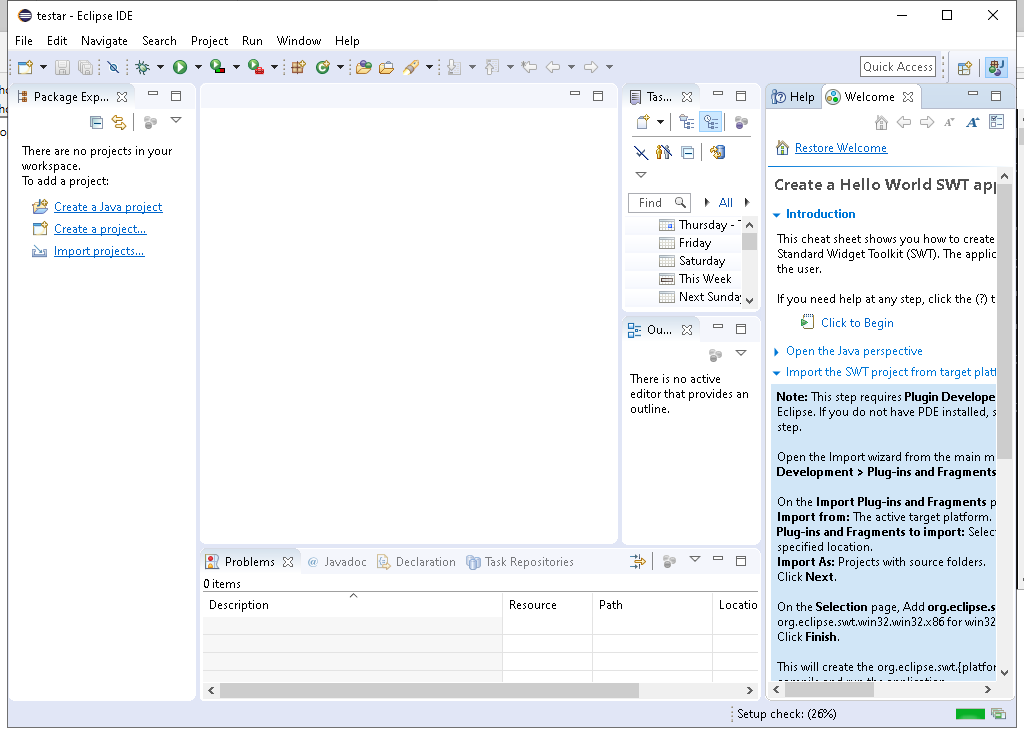 testar - Eclipse IDE
File Edit Navigate Search Project Run Window Help
Quick Access
Package Exp...
There are no projects in your
workspace.
To add a project:
Create a Java project
Create a project...
Import projects...
Tas...
Find
All
Thursday -
Friday
Saturday
This Week
Next Sunday
Ou...
There is no active
editor that provides an
outline.
Help Welcome
Restore Welcome
Create a Hello World SWT app
Introduction
This cheat sheet shows you how to create
Standard Widget Toolkit (SWT). The applic
the user.
If you need help at any step, click the (?) t
Click to Begin
Open the Java perspective
Import the SWT project from target platf
Note: This step requires Plugin Develope
Eclipse. If you do not have PDE installed, s
step.
Open the Import wizard from the main m
Development > Plug-ins and Fragments
On the Import Plug-ins and Fragments p
Import from: The active target platform.
Plug-ins and Fragments to import: Selec
specified location.
Import As: Projects with source folders.
Click Next.
On the Selection page, Add org.eclipse.s
org.eclipse.swt.win32.win32.x86 for win32
Click Finish.
This will create the org.eclipse.swt.{platfor
Problems @ Javadoc Declaration Task Repositories
0 items
Description Resource Path Locatio
Setup check: (26%)